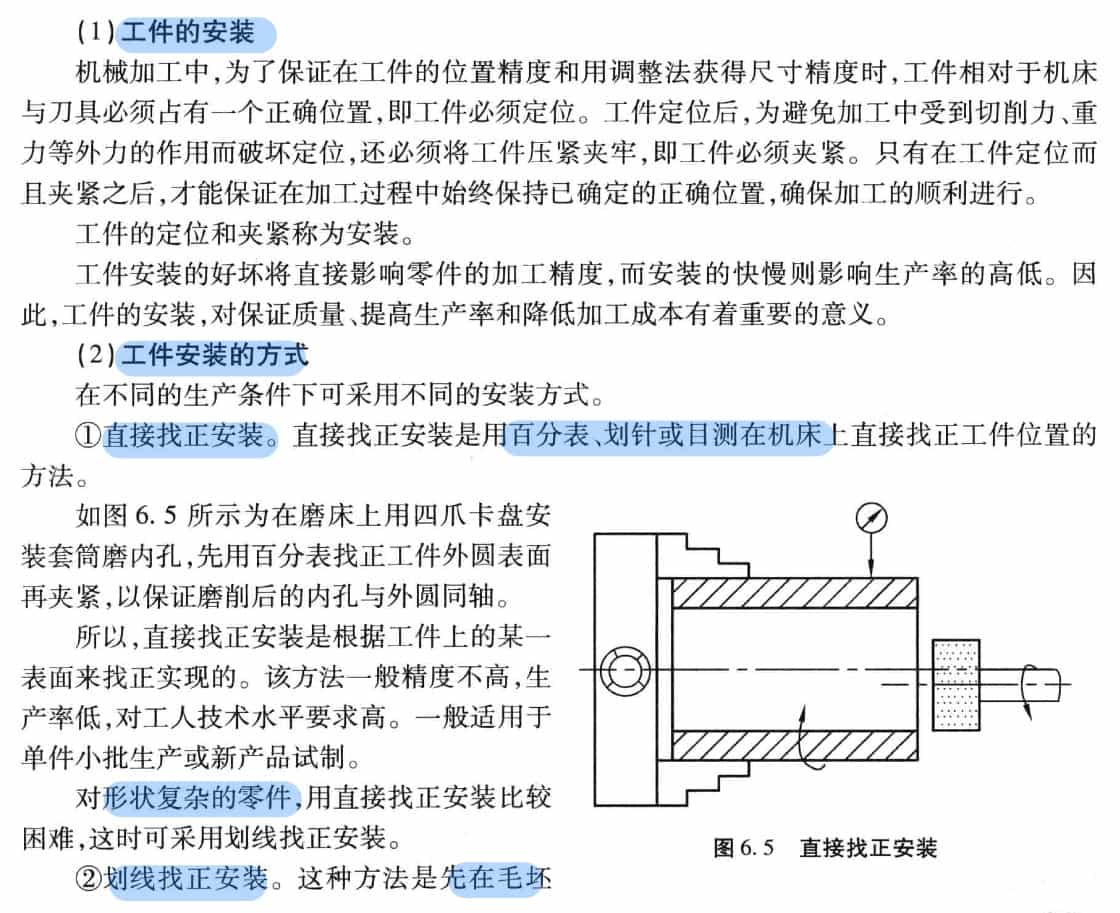 (1)工件的安装
机械加工中,为了保证在工件的位置精度和用调整法获得尺寸精度时,工件相对于机床
与刀具必须占有一个正确位置,即工件必须定位。工件定位后,为避免加工中受到切削力、重
力等外力的作用而破坏定位,还必须将工件压紧夹牢,即工件必须夹紧。只有在工件定位而
且夹紧之后,才能保证在加工过程中始终保持已确定的正确位置,确保加工的顺利进行。
工件的定位和夹紧称为安装。
工件安装的好坏将直接影响零件的加工精度,而安装的快慢则影响生产率的高低。因
此,工件的安装,对保证质量、提高生产率和降低加工成本有着重要的意义。
(2)工件安装的方式
在不同的生产条件下可采用不同的安装方式。
①直接找正安装。直接找正安装是用百分表、划针或目测在机床上直接找正工件位置的
方法。
如图6.5所示为在磨床上用四爪卡盘安
装套筒磨内孔,先用百分表找正工件外圆表面
再夹紧,以保证磨削后的内孔与外圆同轴。
所以,直接找正安装是根据工件上的某一
表面来找正实现的。该方法一般精度不高,生
产率低,对工人技术水平要求高。一般适用于
单件小批生产或新产品试制。
对形状复杂的零件,用直接找正安装比较
困难,这时可采用划线找正安装。
②划线找正安装。这种方法是先在毛坯
图6.5 直接找正安装